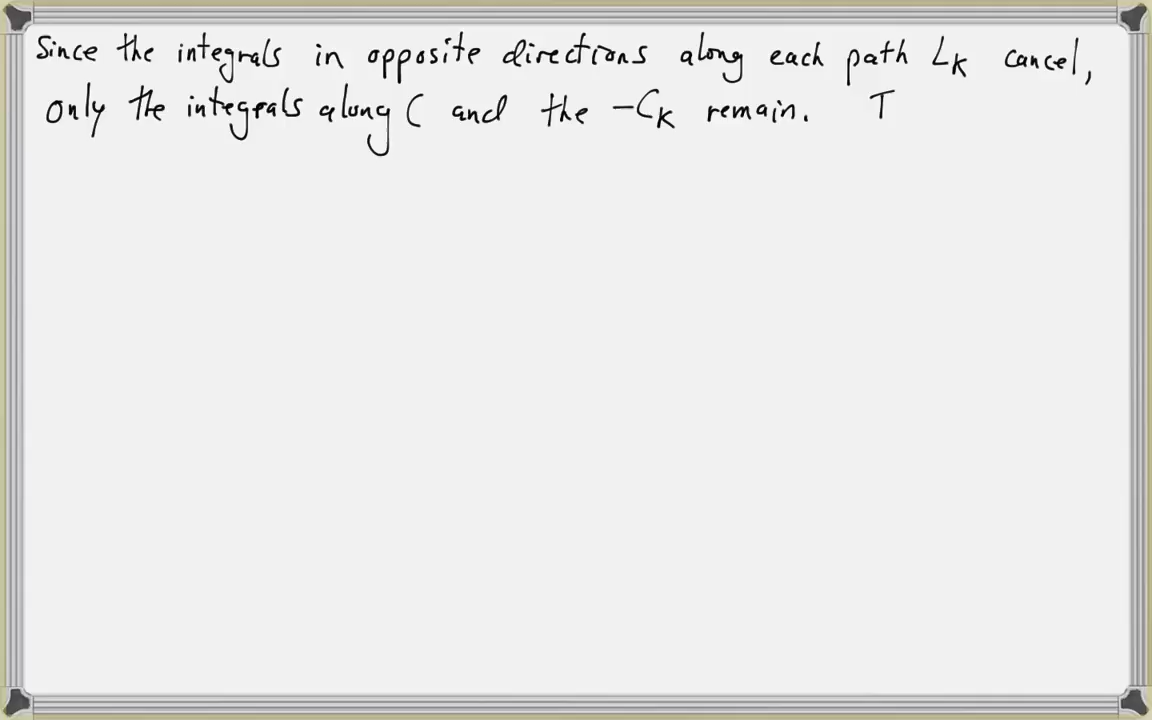 Since the integrals in opposite directions along each path L_K cancel,
only the integrals along C and the -C_K remain. T